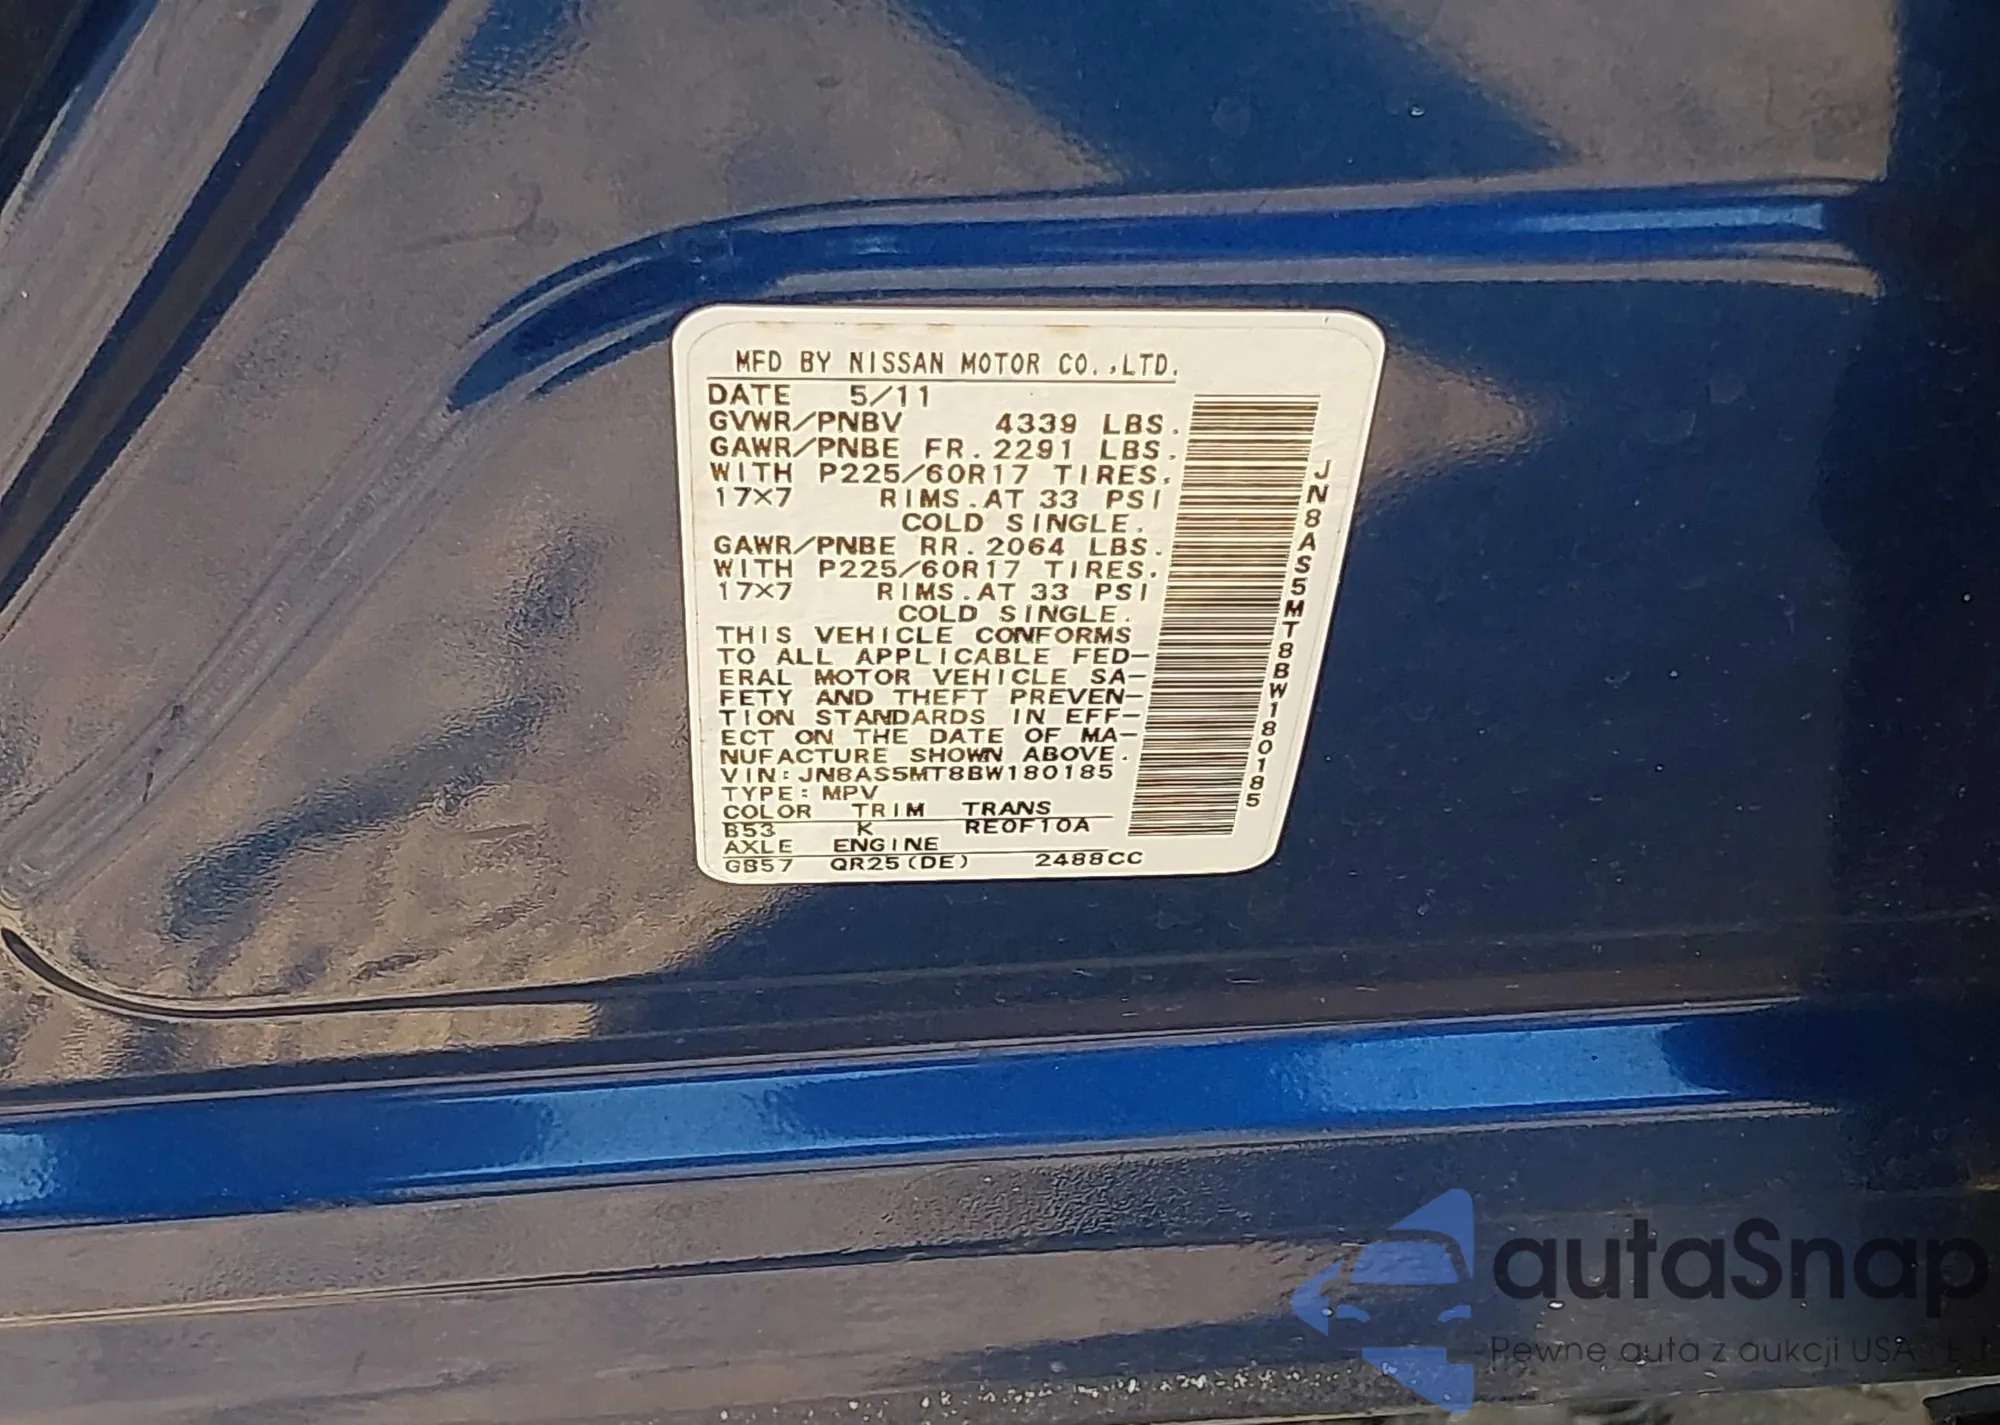 MFD BY NISSAN MOTOR CO.,LTD.
DATE 5/11
GVWR/PNBV 4339 LBS.
GAWR/PNBE FR.2291 LBS.
WITH P225/60R17 TIRES.
17×7 RIMS.AT 33 PSI
COLD SINGLE.
GAWR/PNBE RR.2064 LBS.
WITH P225/60R17 TIRES.
17×7 RIMS.AT 33 PSI
COLD SINGLE.
THIS VEHICLE CONFORMS
TO ALL APPLICABLE FED-
ERAL MOTOR VEHICLE SA-
FETY AND THEFT PREVEN-
TION STANDARDS IN EFF-
ECT ON THE DATE OF MA-
NUFACTURE SHOWN ABOVE.
VIN:JN8AS5MT8BW180185
TYPE:MPV
COLOR TRIM TRANS
B53 K RE0F10A
AXLE ENGINE
GB57 QR25(DE) 2488CC
JN8AS5MT8BW180185
autaSnap
Pewne auta z aukcji USA